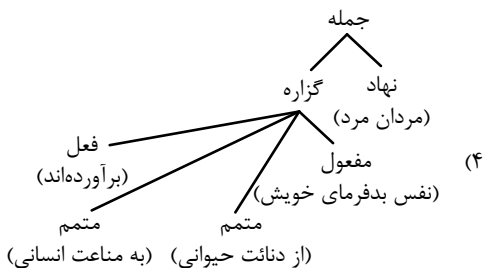 جمله
نهاد گزاره
(مردان مرد)
مفعول فعل
(نفس بدفرمای خویش) (برآورده‌اند)
۴)
متمم متمم
(از دنائت حیوانی) (به مناعت انسانی)